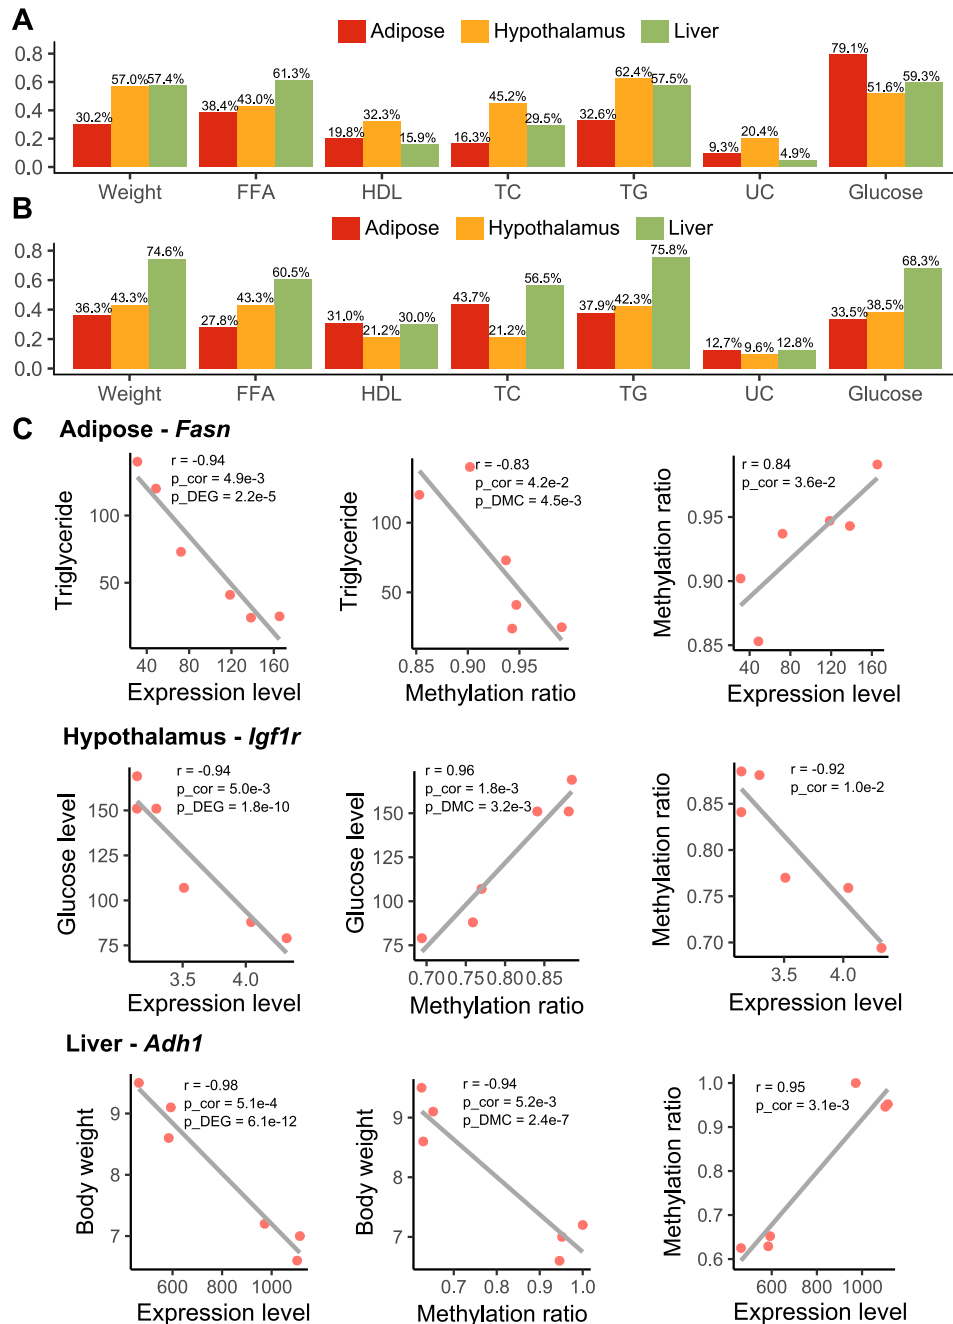 A
Adipose Hypothalamus Liver
0.8
0.6
0.4
0.2
0.0
30.2% 57.0% 57.4%
38.4% 43.0% 61.3%
19.8% 32.3% 15.9%
16.3% 45.2% 29.5%
32.6% 62.4% 57.5%
9.3% 20.4% 4.9%
79.1% 51.6% 59.3%
Weight FFA HDL TC TG UC Glucose
B
Adipose Hypothalamus Liver
0.8
0.6
0.4
0.2
0.0
36.3% 43.3% 74.6%
27.8% 43.3% 60.5%
31.0% 21.2% 30.0%
43.7% 21.2% 56.5%
37.9% 42.3% 75.8%
12.7% 9.6% 12.8%
33.5% 38.5% 68.3%
Weight FFA HDL TC TG UC Glucose
C
Adipose - Fasn
Triglyceride
100
50
r = -0.94
p_cor = 4.9e-3
p_DEG = 2.2e-5
40 80 120 160
Expression level
Triglyceride
100
50
r = -0.83
p_cor = 4.2e-2
p_DMC = 4.5e-3
0.85 0.90 0.95
Methylation ratio
Methylation ratio
0.95
0.90
0.85
r = 0.84
p_cor = 3.6e-2
40 80 120 160
Expression level
Hypothalamus - Igf1r
Glucose level
150
125
100
75
r = -0.94
p_cor = 5.0e-3
p_DEG = 1.8e-10
3.5 4.0
Expression level
Glucose level
150
125
100
75
r = 0.96
p_cor = 1.8e-3
p_DMC = 3.2e-3
0.70 0.75 0.80 0.85
Methylation ratio
Methylation ratio
0.85
0.80
0.75
0.70
r = -0.92
p_cor = 1.0e-2
3.5 4.0
Expression level
Liver - Adh1
Body weight
9
8
7
r = -0.98
p_cor = 5.1e-4
p_DEG = 6.1e-12
600 800 1000
Expression level
Body weight
9
8
7
r = -0.94
p_cor = 5.2e-3
p_DMC = 2.4e-7
0.7 0.8 0.9 1.0
Methylation ratio
Methylation ratio
1.0
0.9
0.8
0.7
0.6
r = 0.95
p_cor = 3.1e-3
600 800 1000
Expression level